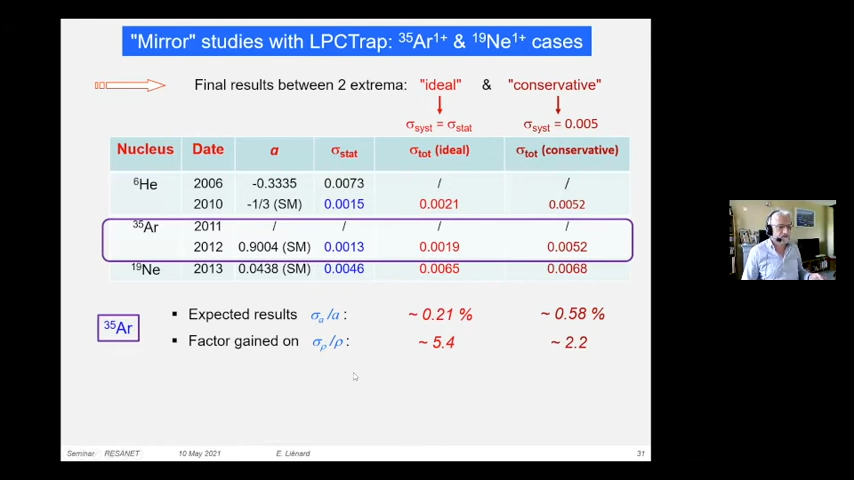 "Mirror" studies with LPCTrap: ³⁵Ar¹⁺ & ¹⁹Ne¹⁺ cases
Final results between 2 extrema: "ideal" & "conservative"
σsyst = σstat σsyst = 0.005
Nucleus Date a σstat σtot (ideal) σtot (conservative)
⁶He 2006 -0.3335 0.0073 / /
2010 -1/3 (SM) 0.0015 0.0021 0.0052
³⁵Ar 2011 / / / /
2012 0.9004 (SM) 0.0013 0.0019 0.0052
¹⁹Ne 2013 0.0438 (SM) 0.0046 0.0065 0.0068
³⁵Ar
▪ Expected results σa/a : ~ 0.21 % ~ 0.58 %
▪ Factor gained on σρ/ρ : ~ 5.4 ~ 2.2
Seminar RESANET 10 May 2021 E. Liénard 31